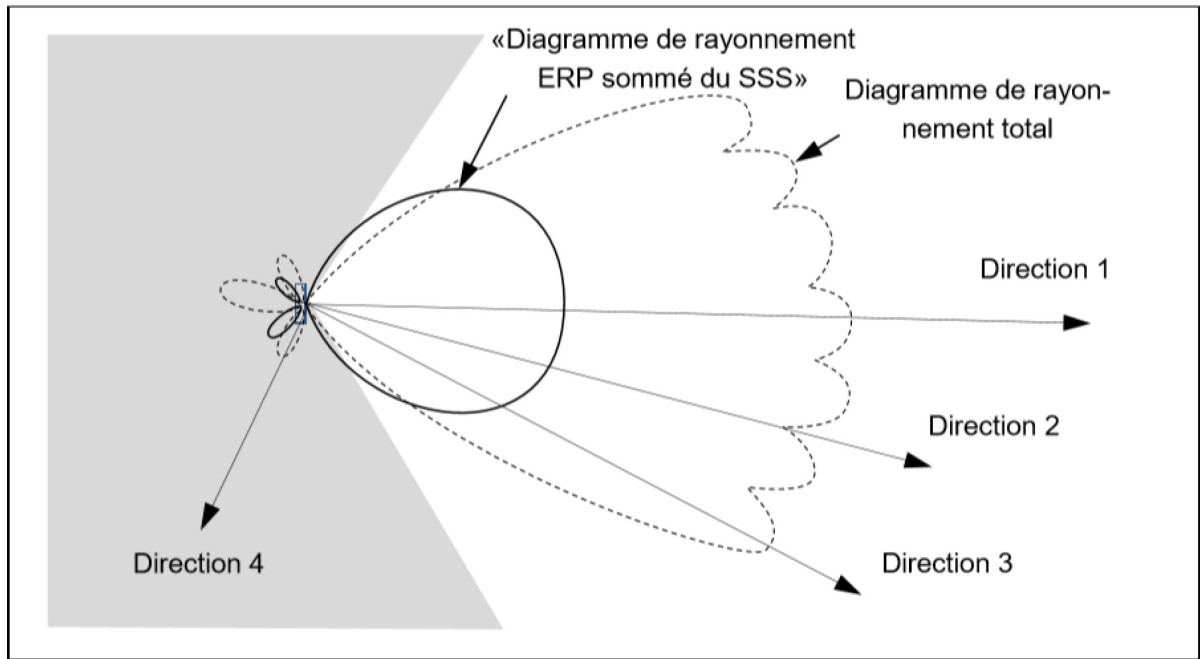 «Diagramme de rayonnement
ERP sommé du SSS»
Diagramme de rayon-
nement total
Direction 1
Direction 2
Direction 3
Direction 4